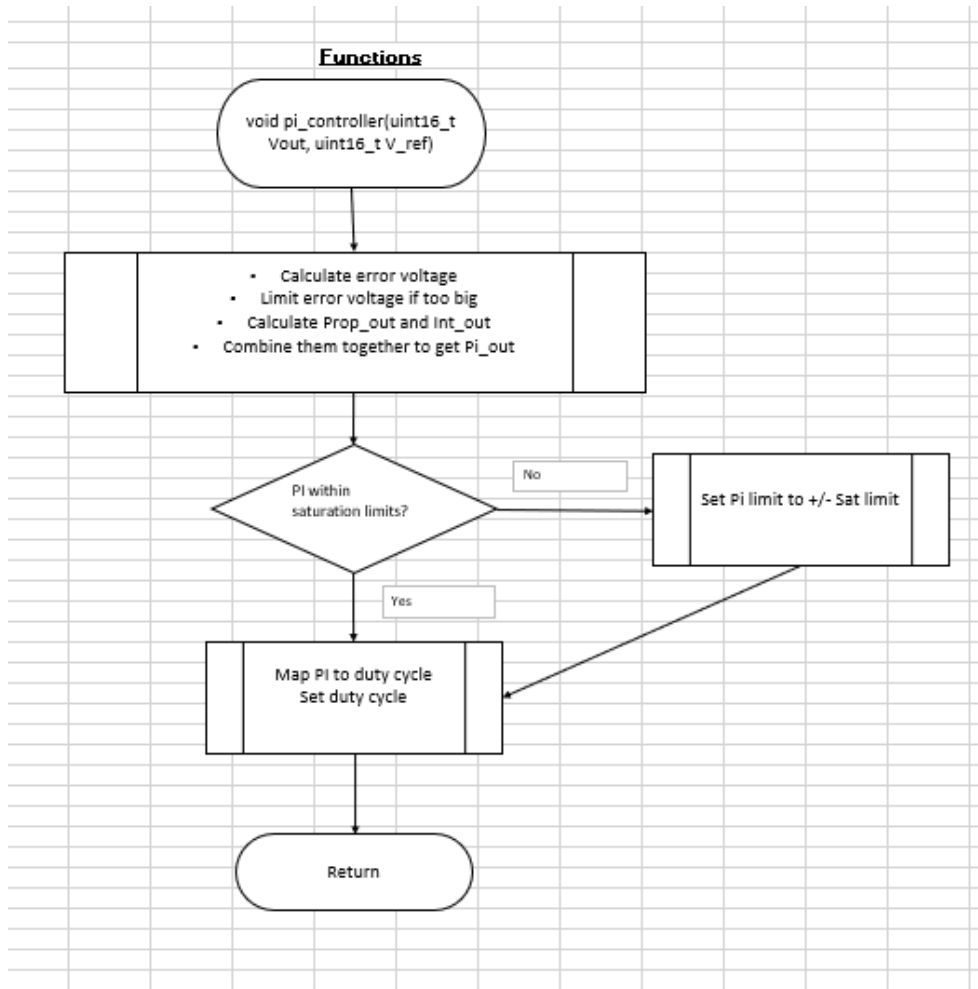 Functions
void pi_controller(uint16_t
Vout, uint16_t V_ref)
▪ Calculate error voltage
▪ Limit error voltage if too big
▪ Calculate Prop_out and Int_out
▪ Combine them together to get Pi_out
PI within
saturation limits?
No
Set Pi limit to +/- Sat limit
Yes
Map PI to duty cycle
Set duty cycle
Return